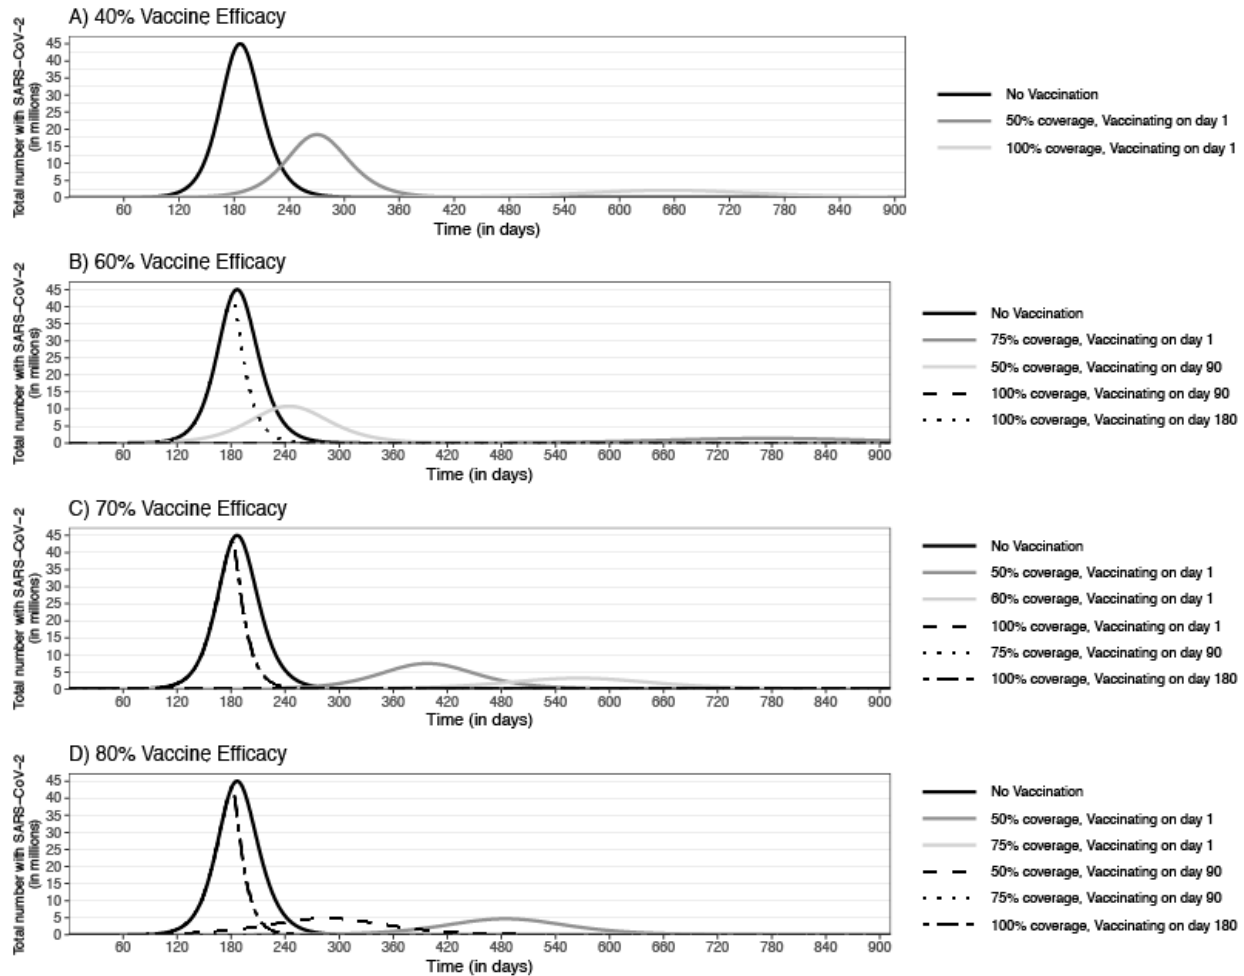 A) 40% Vaccine Efficacy
Total number with SARS-CoV-2
(in millions)
45
40
35
30
25
20
15
10
5
0
60 120 180 240 300 360 420 480 540 600 660 720 780 840 900
Time (in days)
No Vaccination
50% coverage, Vaccinating on day 1
100% coverage, Vaccinating on day 1
B) 60% Vaccine Efficacy
Total number with SARS-CoV-2
(in millions)
45
40
35
30
25
20
15
10
5
0
60 120 180 240 300 360 420 480 540 600 660 720 780 840 900
Time (in days)
No Vaccination
75% coverage, Vaccinating on day 1
50% coverage, Vaccinating on day 90
100% coverage, Vaccinating on day 90
100% coverage, Vaccinating on day 180
C) 70% Vaccine Efficacy
Total number with SARS-CoV-2
(in millions)
45
40
35
30
25
20
15
10
5
0
60 120 180 240 300 360 420 480 540 600 660 720 780 840 900
Time (in days)
No Vaccination
50% coverage, Vaccinating on day 1
60% coverage, Vaccinating on day 1
100% coverage, Vaccinating on day 1
75% coverage, Vaccinating on day 90
100% coverage, Vaccinating on day 180
D) 80% Vaccine Efficacy
Total number with SARS-CoV-2
(in millions)
45
40
35
30
25
20
15
10
5
0
60 120 180 240 300 360 420 480 540 600 660 720 780 840 900
Time (in days)
No Vaccination
50% coverage, Vaccinating on day 1
75% coverage, Vaccinating on day 1
50% coverage, Vaccinating on day 90
75% coverage, Vaccinating on day 90
100% coverage, Vaccinating on day 180